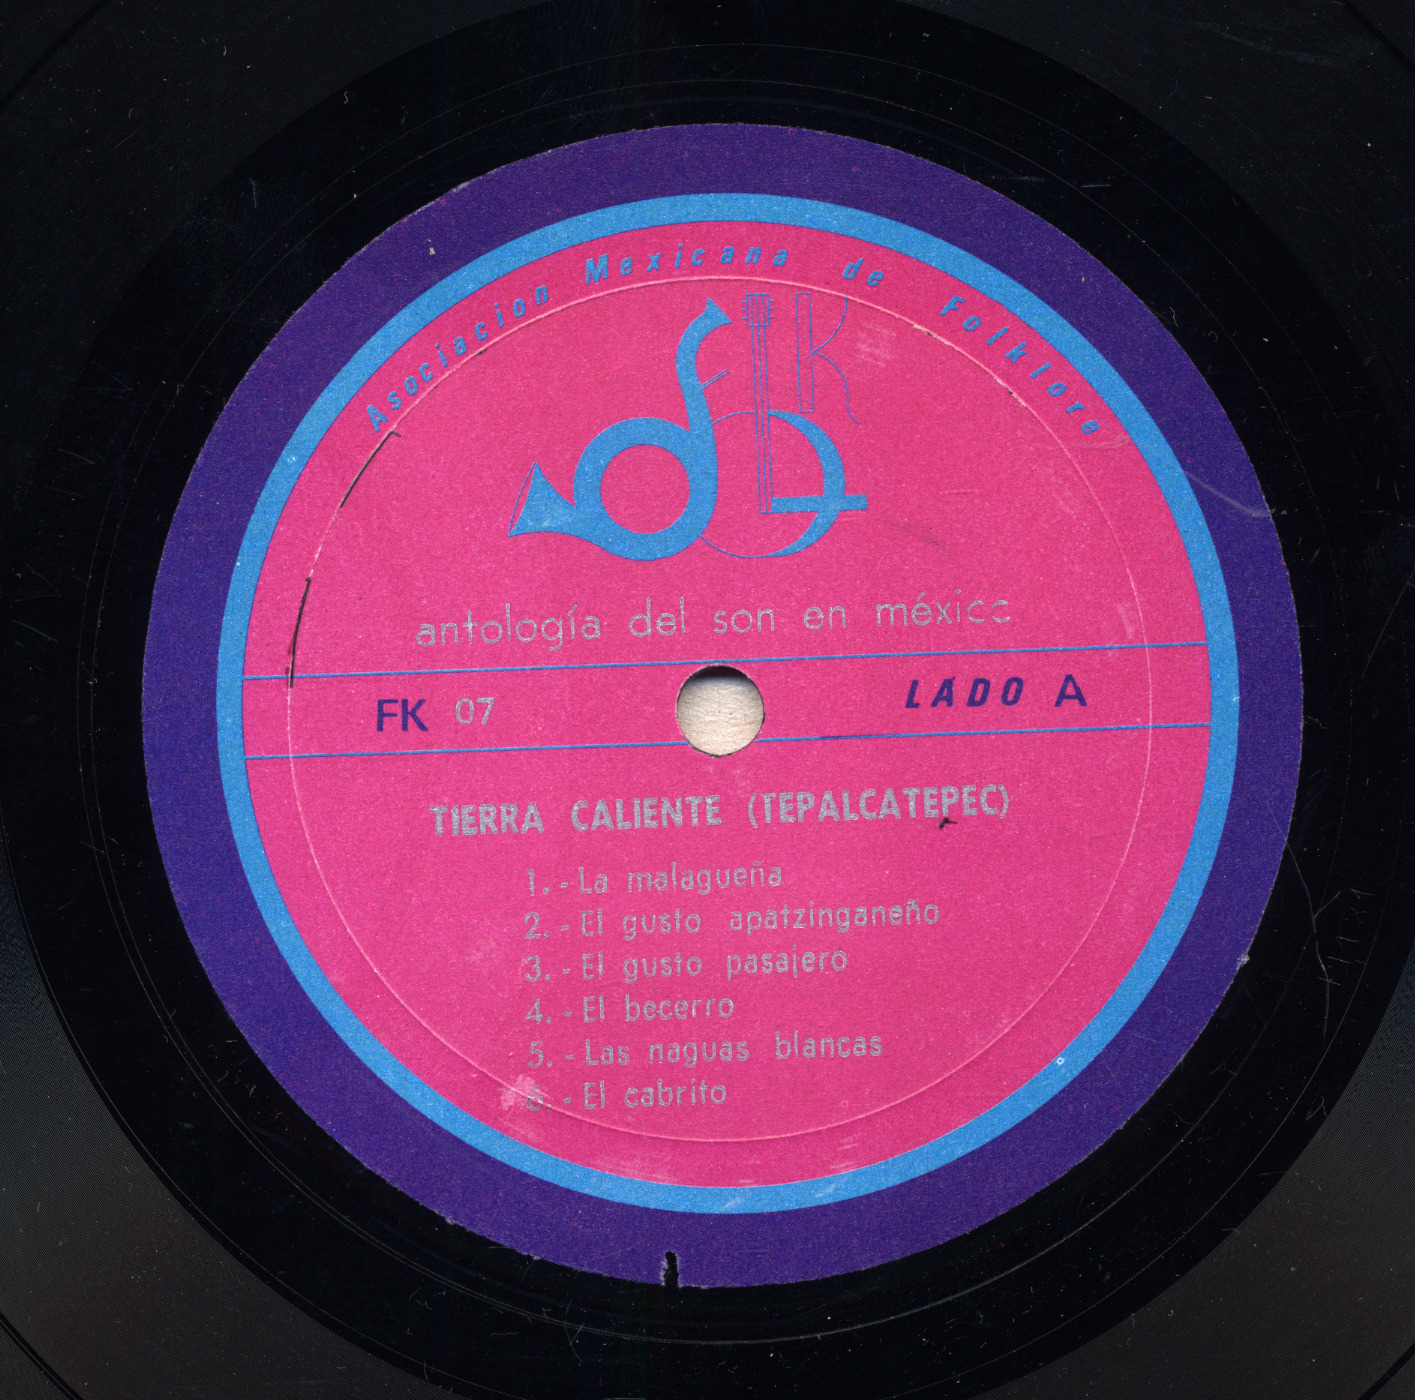 Asociacion Mexicana de Folklore
antología del son en méxico
FK 07
LADO A
TIERRA CALIENTE (TEPALCATEPEC)
1.-La malagueña
2.-El gusto apatzinganeño
3.-El gusto pasajero
4.-El becerro
5.-Las naguas blancas
6.-El cabrito